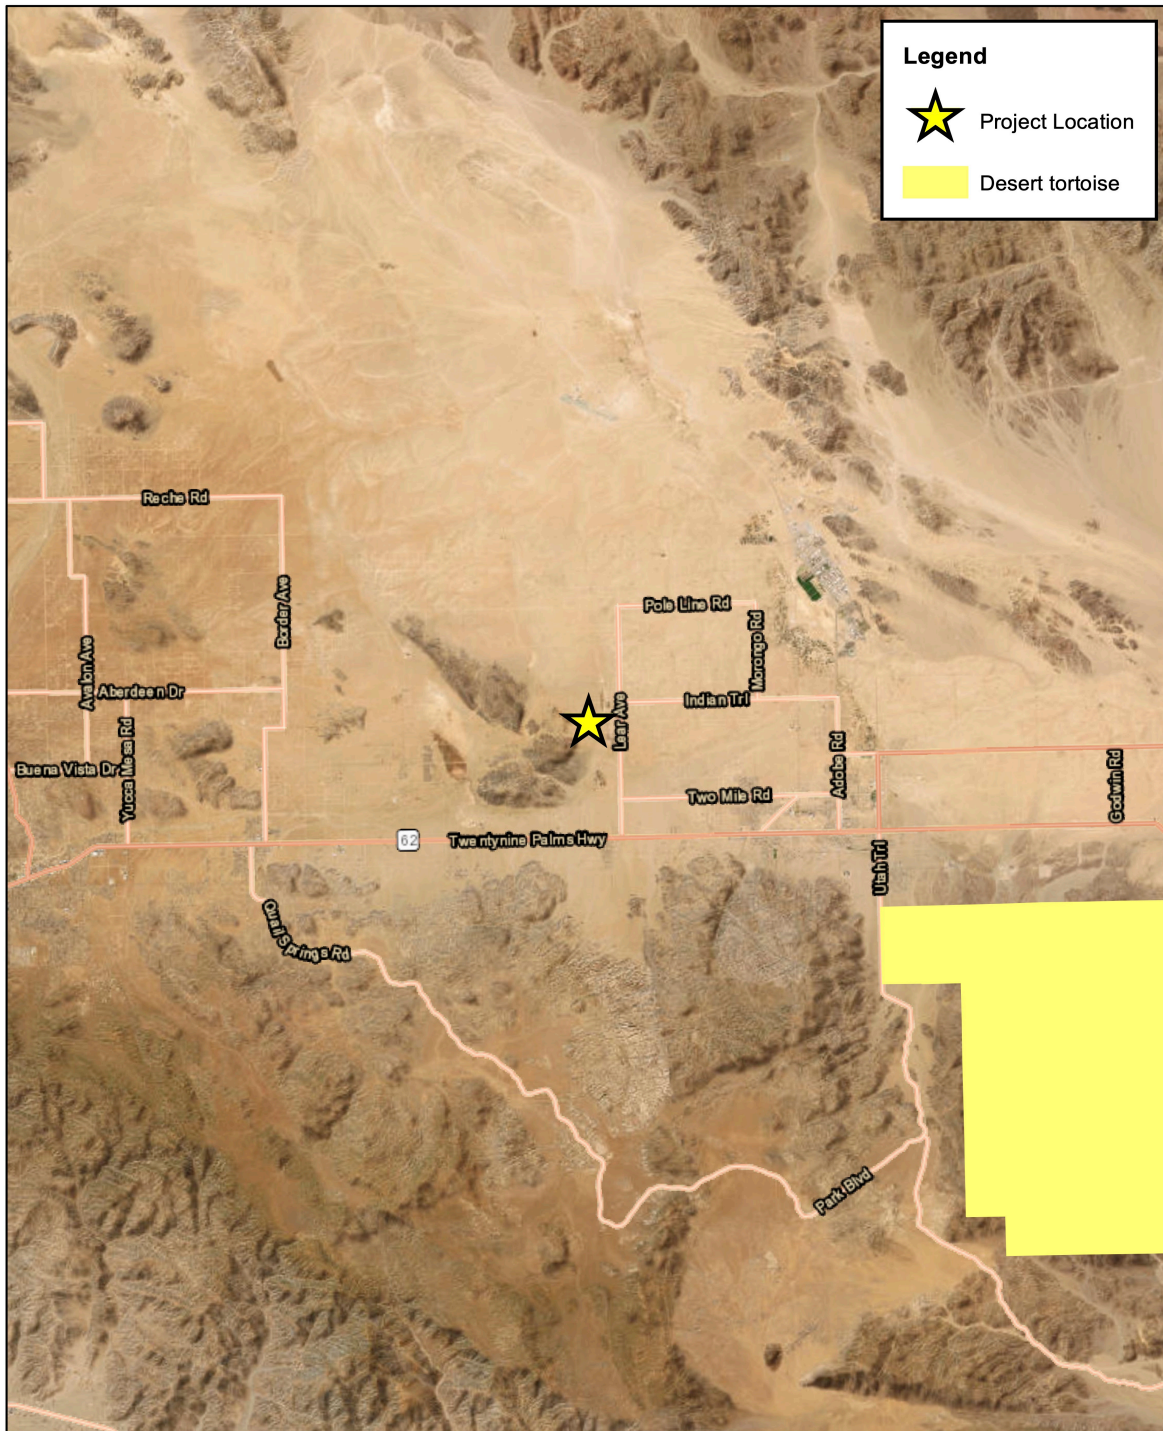 Legend
Project Location
Desert tortoise
Reche Rd
Border Ave
Pole Line Rd
Morongo Rd
Avalon Ave
Aberdeen Dr
Indian Trl
Lear Ave
Yucca Mesa Rd
Buena Vista Dr
Adobe Rd
Godwin Rd
Two Mile Rd
62
Twentynine Palms Hwy
Utah Trl
Quail Springs Rd
Park Blvd